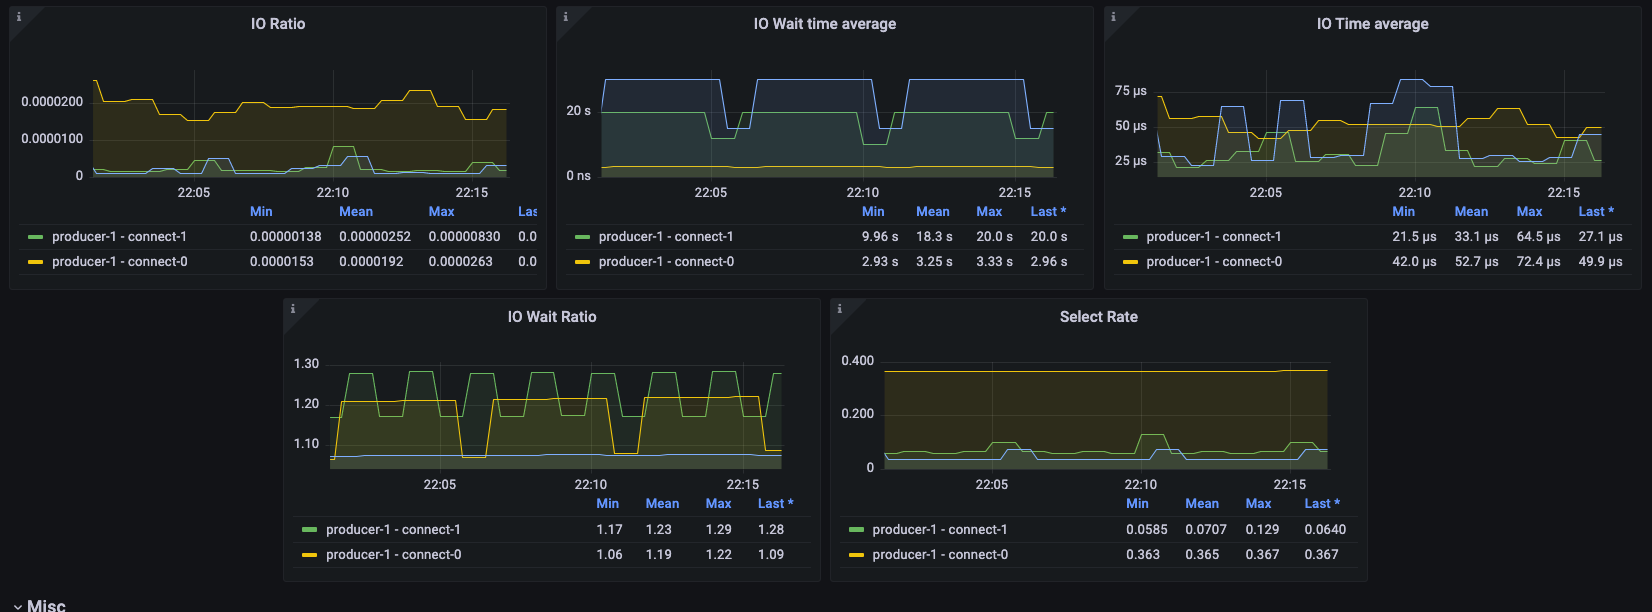 IO Ratio
0.0000200
0.0000100
0
22:05 22:10 22:15
Min Mean Max Las
producer-1 - connect-1 0.00000138 0.00000252 0.00000830 0.0
producer-1 - connect-0 0.0000153 0.0000192 0.0000263 0.0
IO Wait time average
20 s
0 ns
22:05 22:10 22:15
Min Mean Max Last *
producer-1 - connect-1 9.96 s 18.3 s 20.0 s 20.0 s
producer-1 - connect-0 2.93 s 3.25 s 3.33 s 2.96 s
IO Time average
75 µs
50 µs
25 µs
22:05 22:10 22:15
Min Mean Max Last *
producer-1 - connect-1 21.5 µs 33.1 µs 64.5 µs 27.1 µs
producer-1 - connect-0 42.0 µs 52.7 µs 72.4 µs 49.9 µs
IO Wait Ratio
1.30
1.20
1.10
22:05 22:10 22:15
Min Mean Max Last *
producer-1 - connect-1 1.17 1.23 1.29 1.28
producer-1 - connect-0 1.06 1.19 1.22 1.09
Select Rate
0.400
0.200
0
22:05 22:10 22:15
Min Mean Max Last *
producer-1 - connect-1 0.0585 0.0707 0.129 0.0640
producer-1 - connect-0 0.363 0.365 0.367 0.367
Misc